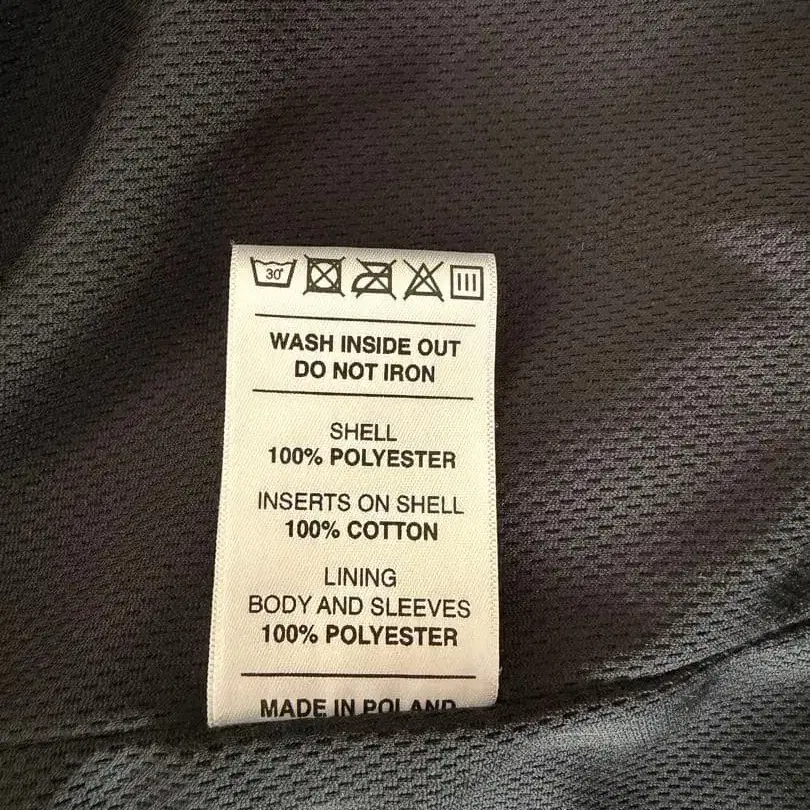 30°
WASH INSIDE OUT
DO NOT IRON
SHELL
100% POLYESTER
INSERTS ON SHELL
100% COTTON
LINING
BODY AND SLEEVES
100% POLYESTER
MADE IN POLAND